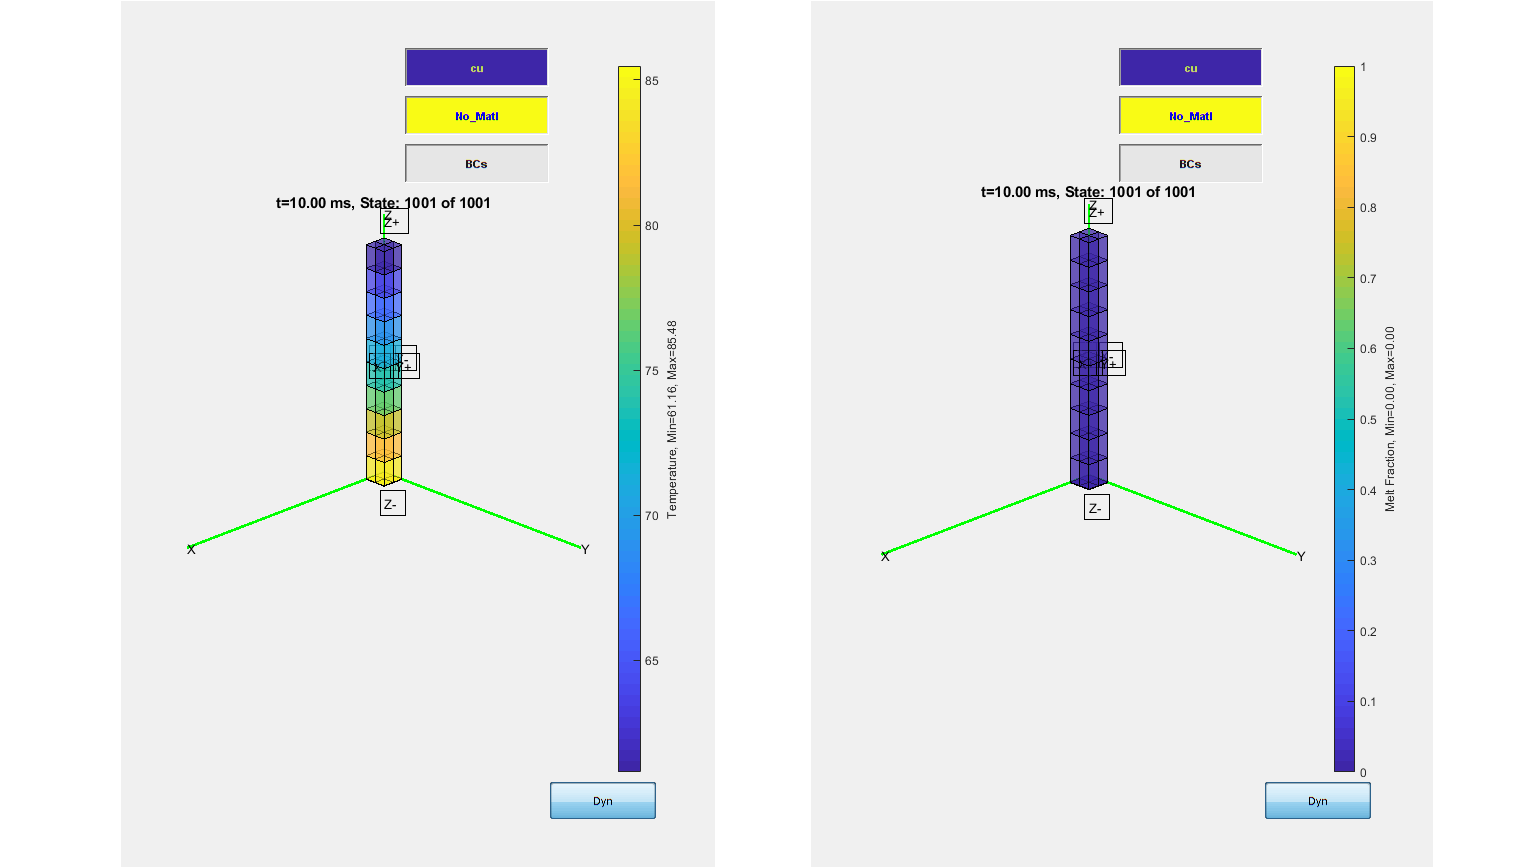 cu
No_Matl
BCs
t=10.00 ms, State: 1001 of 1001
Z
Z+
Y+
Z-
X
Y
85
80
75
70
65
Temperature, Min=61.16, Max=85.48
Dyn
cu
No_Matl
BCs
t=10.00 ms, State: 1001 of 1001
Z
Z+
Z-
X
Y
1
0.9
0.8
0.7
0.6
0.5
0.4
0.3
0.2
0.1
0
Melt Fraction, Min=0.00, Max=0.00
Dyn